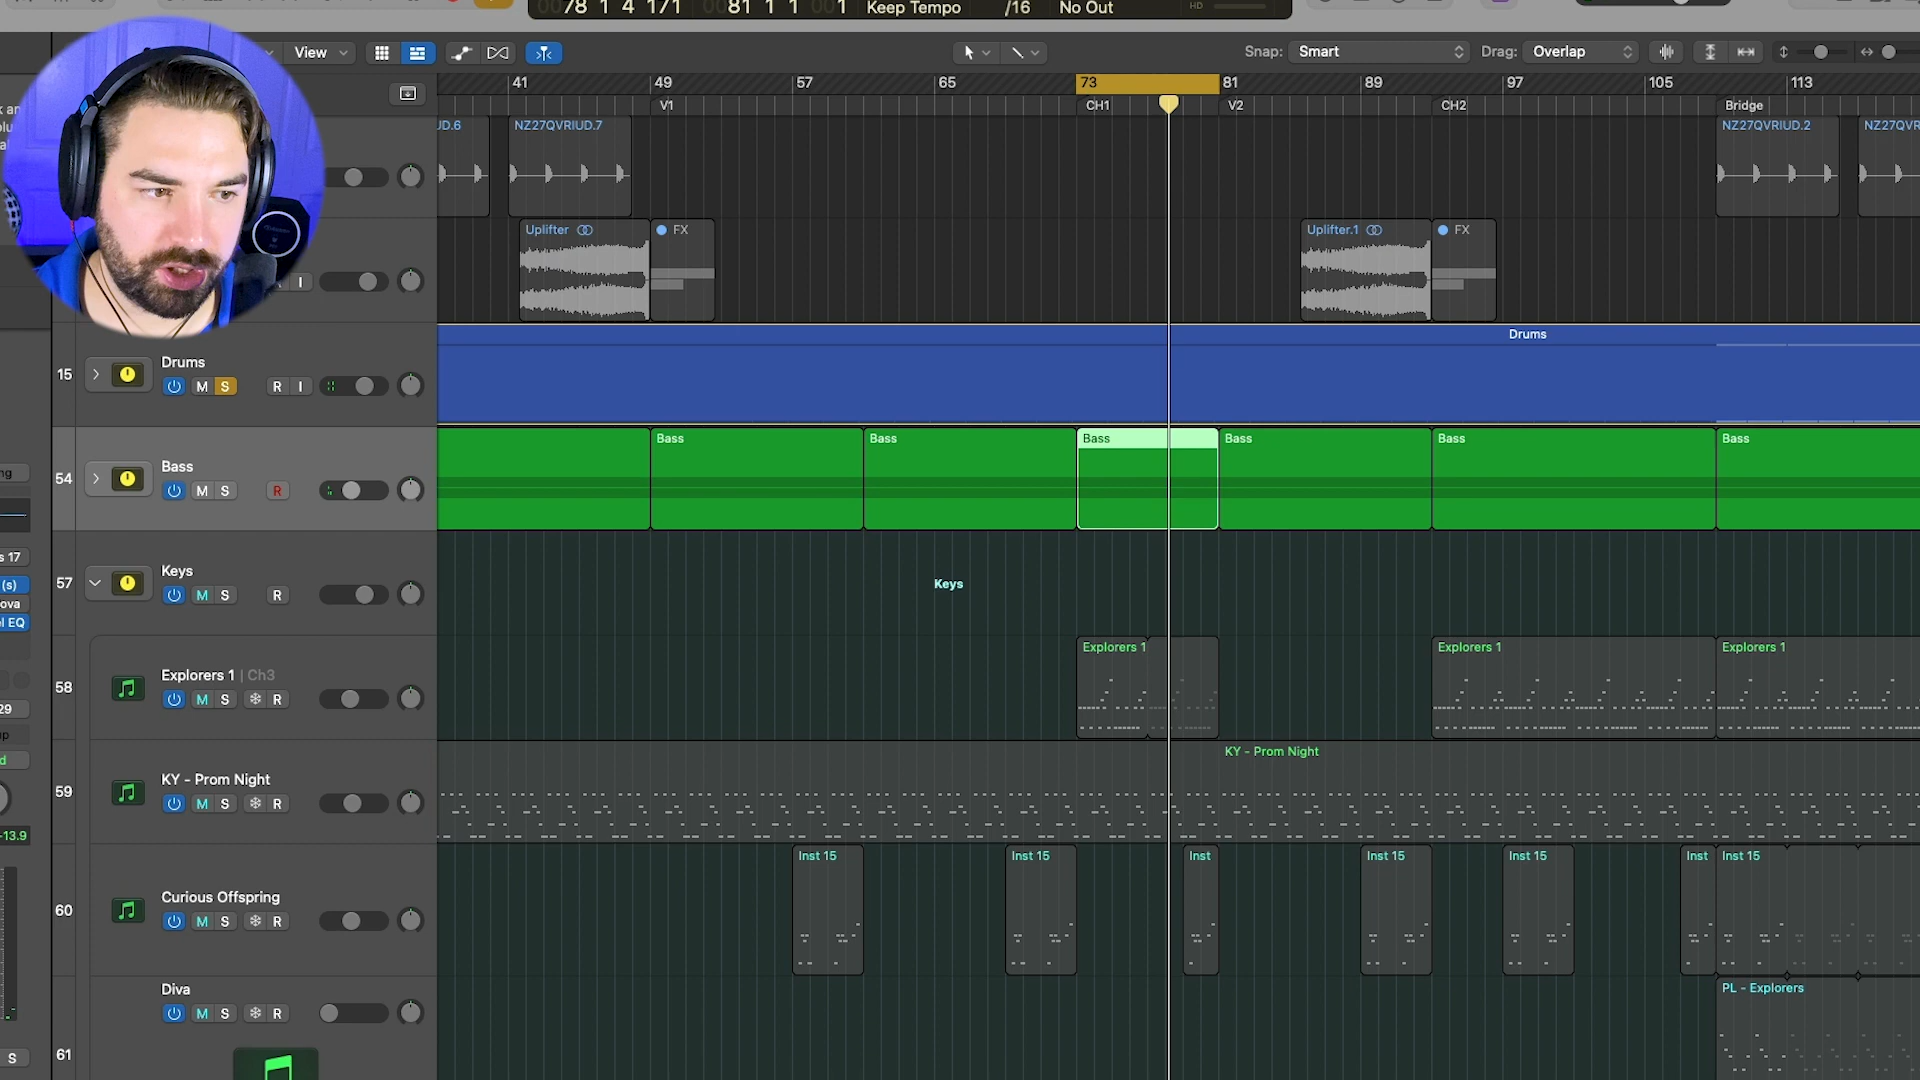 78 1 4 171
81 1 1 1
Keep Tempo
/16
No Out
HD
View
Snap: Smart
Drag: Overlap
41 49 57 65 73 81 89 97 105 113
V1 CH1 V2 CH2 Bridge
NZ27QVRIUD.7
NZ27QVRIUD.2
Uplifter
FX
Uplifter.1
FX
I
15
Drums
M S R I
Drums
54
Bass
M S R
Bass
Bass
Bass
Bass
Bass
Bass
57
Keys
M S R
Keys
58
Explorers 1 | Ch3
M S R
Explorers 1
Explorers 1
Explorers 1
59
KY - Prom Night
M S R
KY - Prom Night
60
Curious Offspring
M S R
Inst 15
Inst 15
Inst
Inst 15
Inst 15
Inst
Inst 15
61
Diva
M S R
PL - Explorers
(s)
-13.9
S